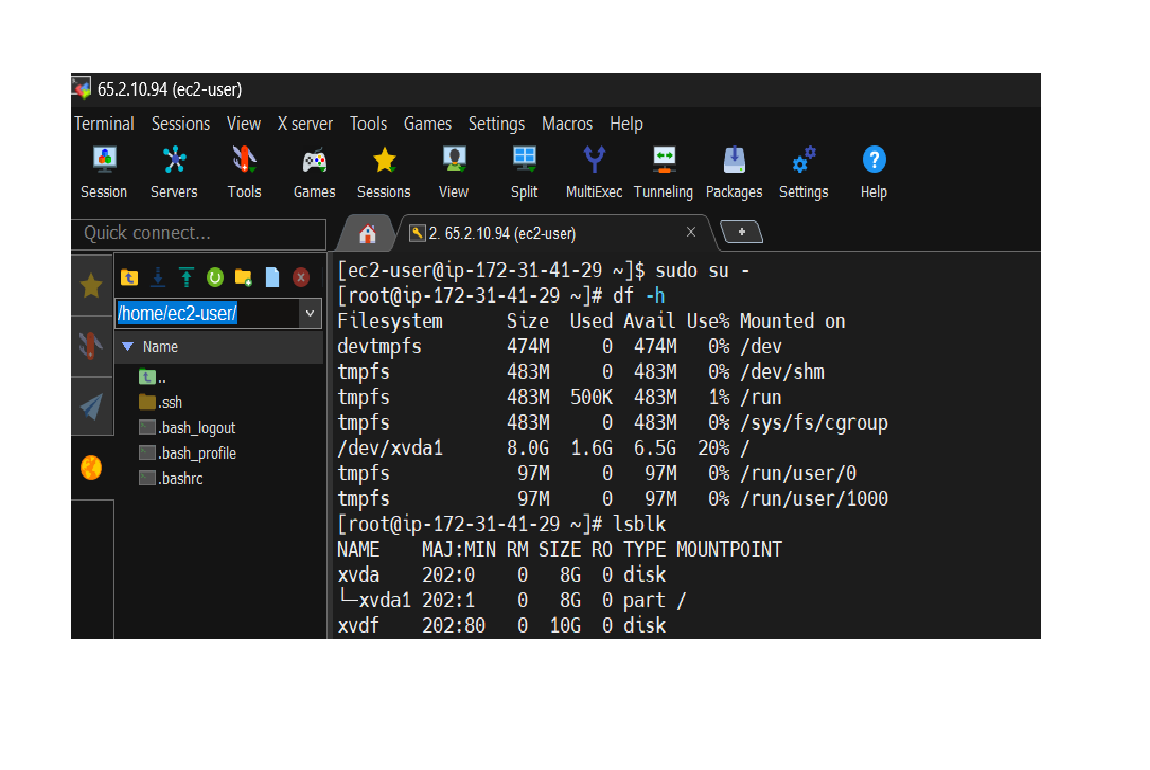 65.2.10.94 (ec2-user)
Terminal Sessions View X server Tools Games Settings Macros Help
Session Servers Tools Games Sessions View Split MultiExec Tunneling Packages Settings Help
Quick connect...
2. 65.2.10.94 (ec2-user)
/home/ec2-user/
Name
..
.ssh
.bash_logout
.bash_profile
.bashrc
[ec2-user@ip-172-31-41-29 ~]$ sudo su -
[root@ip-172-31-41-29 ~]# df -h
Filesystem      Size  Used Avail Use% Mounted on
devtmpfs        474M     0  474M   0% /dev
tmpfs           483M     0  483M   0% /dev/shm
tmpfs           483M  500K  483M   1% /run
tmpfs           483M     0  483M   0% /sys/fs/cgroup
/dev/xvda1      8.0G  1.6G  6.5G  20% /
tmpfs            97M     0   97M   0% /run/user/0
tmpfs            97M     0   97M   0% /run/user/1000
[root@ip-172-31-41-29 ~]# lsblk
NAME    MAJ:MIN RM SIZE RO TYPE MOUNTPOINT
xvda    202:0    0   8G  0 disk
└─xvda1 202:1    0   8G  0 part /
xvdf    202:80   0  10G  0 disk